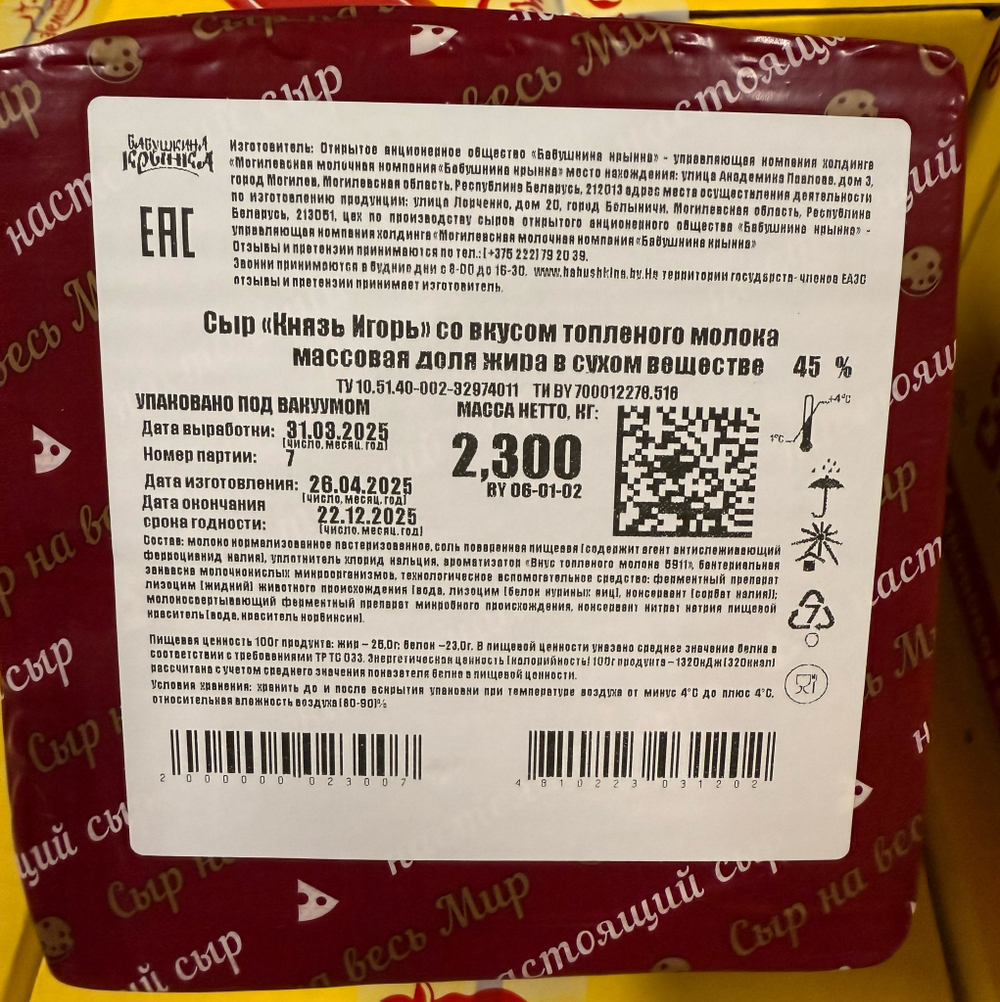 БАБУШКИНА
КРЫНКА
EAC
Изготовитель: Открытое акционерное общество «Бабушкина крынка» - управляющая компания холдинга
«Могилевская молочная компания «Бабушкина крынка» место нахождения: улица Академика Павлова, дом 3,
город Могилев, Могилевская область, Республика Беларусь, 212013 адрес места осуществления деятельности
по изготовлению продукции: улица Лорченко, дом 20, город Белыничи, Могилевская область, Республика
Беларусь, 213051, цех по производству сыров открытого акционерного общества «Бабушкина крынка» -
управляющая компания холдинга «Могилевская молочная компания «Бабушкина крынка»
Отзывы и претензии принимаются по тел.: (+375 222) 79 20 39.
Звонки принимаются в будние дни с 8-00 до 16-30. www.babushkina.by. На территории государств-членов ЕАЭС
отзывы и претензии принимает изготовитель.
Сыр «Князь Игорь» со вкусом топленого молока
массовая доля жира в сухом веществе 45 %
ТУ 10.51.40-002-32974011 ТИ BY 700012278.516
УПАКОВАНО ПОД ВАКУУМОМ
МАССА НЕТТО, КГ:
Дата выработки: 31.03.2025
(число, месяц, год)
Номер партии: 7
2,300
BY 06-01-02
Дата изготовления: 26.04.2025
(число, месяц, год)
Дата окончания
срока годности: 22.12.2025
(число, месяц, год)
+4°C
1°C
7
Состав: молоко нормализованное пастеризованное, соль поваренная пищевая (содержит агент антислеживающий
ферроцианид калия), уплотнитель хлорид кальция, ароматизатор «Вкус топленого молока 5911», бактериальная
закваска молочнокислых микроорганизмов, технологическое вспомогательное средство: ферментный препарат
лизоцим (жидкий) животного происхождения (вода, лизоцим (белок куриных яиц), консервант (сорбат калия));
молокосвертывающий ферментный препарат микробного происхождения, консервант нитрат натрия пищевой
краситель (вода, краситель норбиксин).
Пищевая ценность 100г продукта: жир – 26,0г; белок –23,0г. В пищевой ценности указано среднее значение белка в
соответствии с требованиями ТР ТС 033. Энергетическая ценность (калорийность) 100г продукта – 1320кДж (320ккал)
рассчитана с учетом среднего значения показателя белка в пищевой ценности.
Условия хранения: хранить до и после вскрытия упаковки при температуре воздуха от минус 4°С до плюс 4°С,
относительная влажность воздуха (80-90)%
2 000000 023007
4 810223 031202
Сыр на весь Мир
настоящий сыр